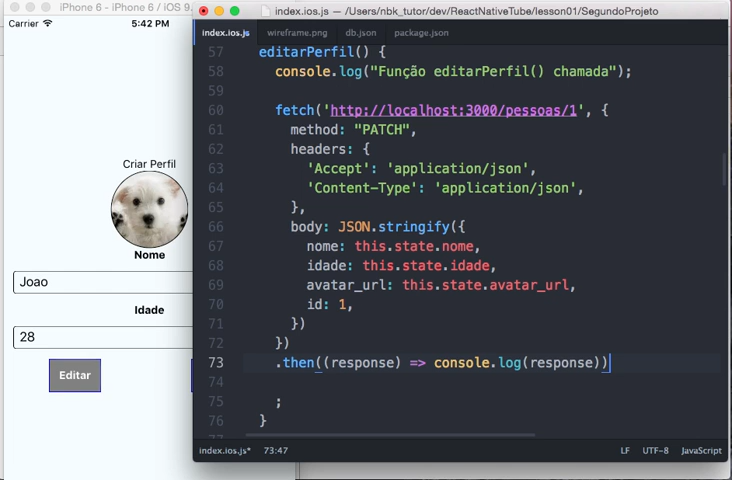 iPhone 6 - iPhone 6 / iOS 9.
Carrier
5:42 PM
Criar Perfil
Nome
Joao
Idade
28
Editar
index.ios.js — /Users/nbk_tutor/dev/ReactNativeTube/lesson01/SegundoProjeto
index.ios.js
wireframe.png
db.json
package.json
57 editarPerfil() {
58 console.log("Função editarPerfil() chamada");
59
60 fetch('http://localhost:3000/pessoas/1', {
61 method: "PATCH",
62 headers: {
63 'Accept': 'application/json',
64 'Content-Type': 'application/json',
65 },
66 body: JSON.stringify({
67 nome: this.state.nome,
68 idade: this.state.idade,
69 avatar_url: this.state.avatar_url,
70 id: 1,
71 })
72 })
73 .then((response) => console.log(response))
74
75 ;
76 }
index.ios.js* 73:47
LF UTF-8 JavaScript